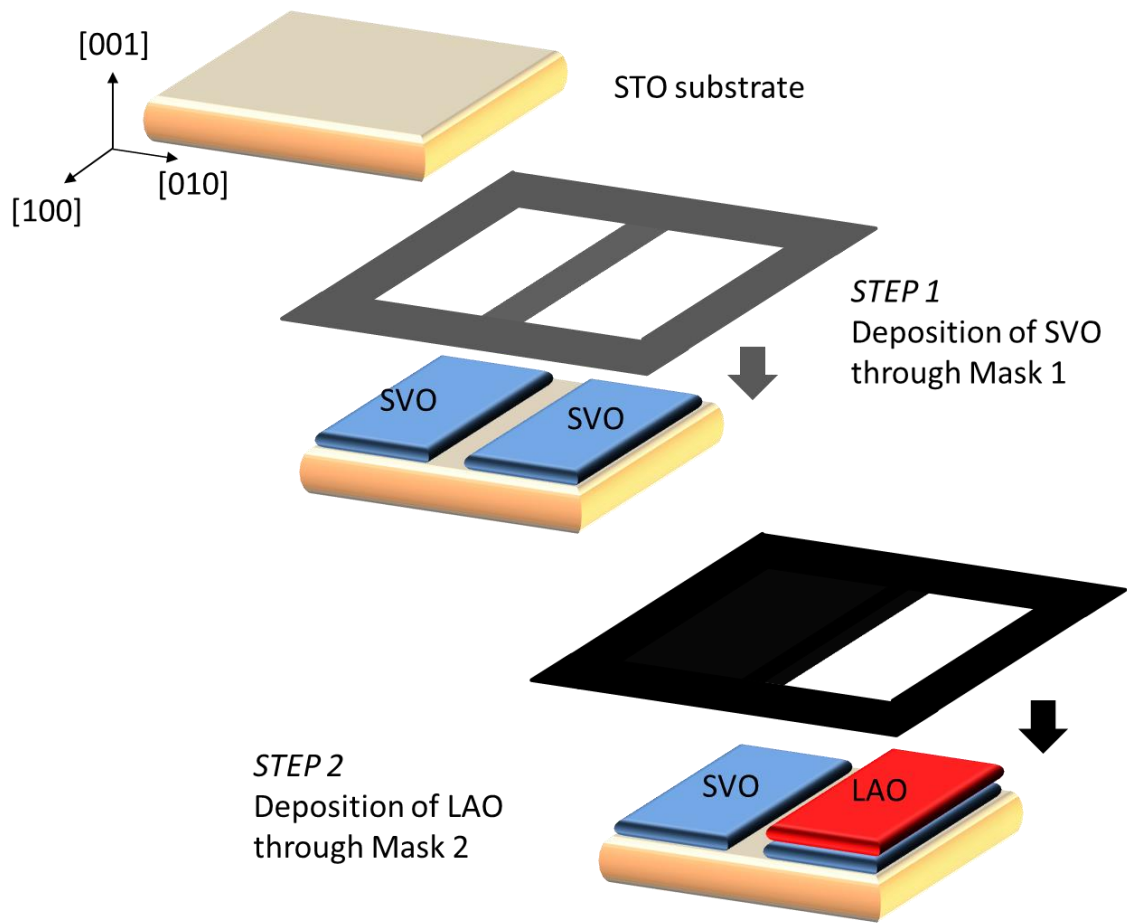 [001]
STO substrate
[010]
[100]
STEP 1
Deposition of SVO
through Mask 1
SVO
SVO
STEP 2
Deposition of LAO
through Mask 2
SVO
LAO